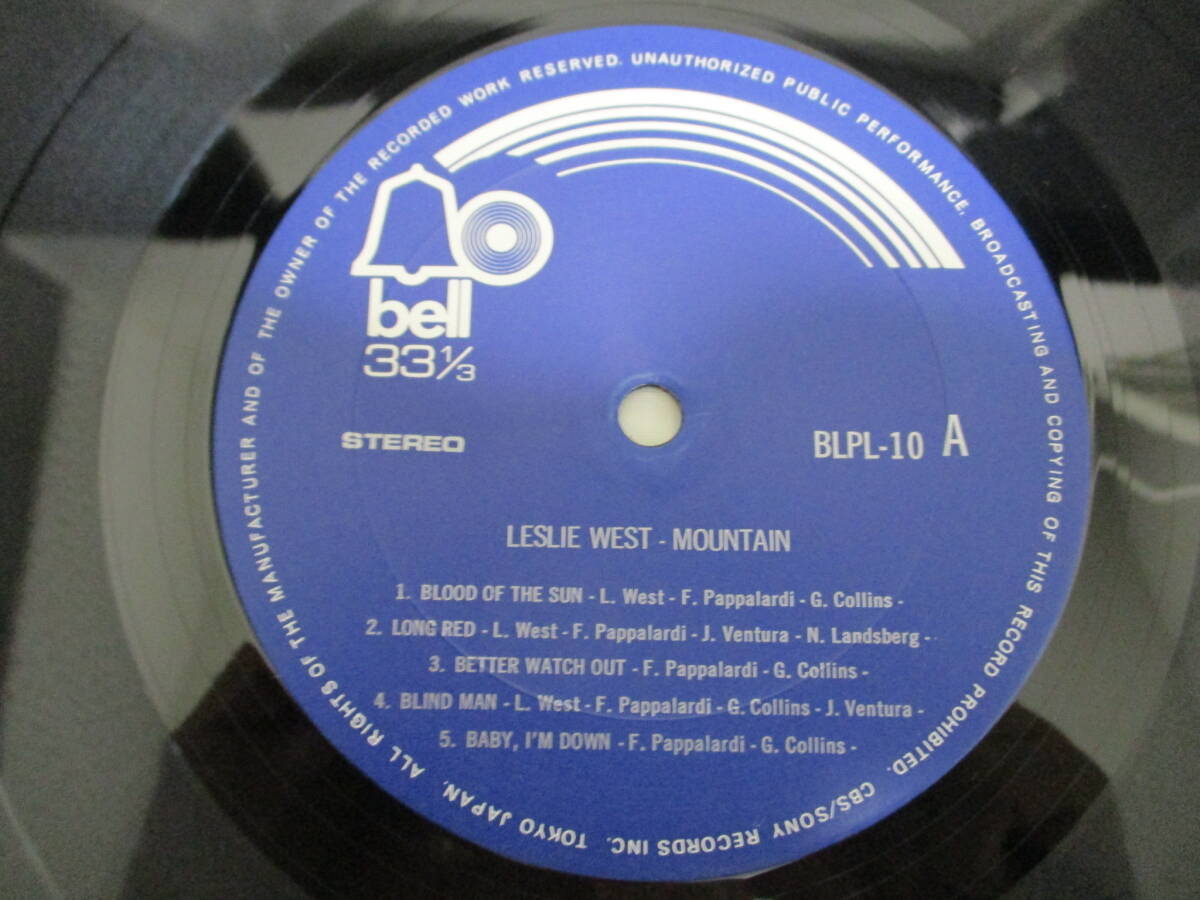 ALL RIGHTS OF THE MANUFACTURER AND OF THE OWNER OF THE RECORDED WORK RESERVED. UNAUTHORIZED PUBLIC PERFORMANCE, BROADCASTING AND COPYING OF THIS RECORD PROHIBITED. CBS/SONY RECORDS INC. TOKYO JAPAN.
bell
33⅓
STEREO
BLPL-10 A
LESLIE WEST - MOUNTAIN
1. BLOOD OF THE SUN - L. West - F. Pappalardi - G. Collins -
2. LONG RED - L. West - F. Pappalardi - J. Ventura - N. Landsberg -
3. BETTER WATCH OUT - F. Pappalardi - G. Collins -
4. BLIND MAN - L. West - F. Pappalardi - G. Collins - J. Ventura -
5. BABY, I'M DOWN - F. Pappalardi - G. Collins -